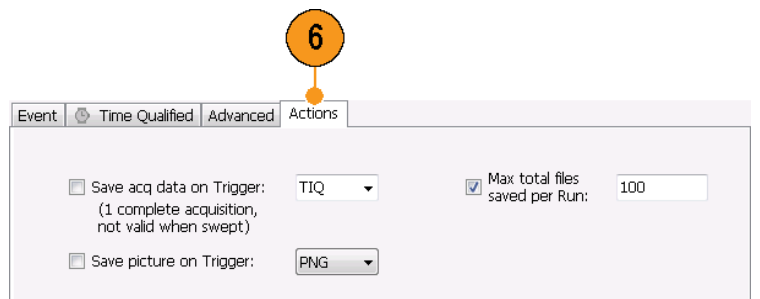 6
Event Time Qualified Advanced Actions
Save acq data on Trigger: TIQ
(1 complete acquisition,
not valid when swept)
Max total files
saved per Run: 100
Save picture on Trigger: PNG